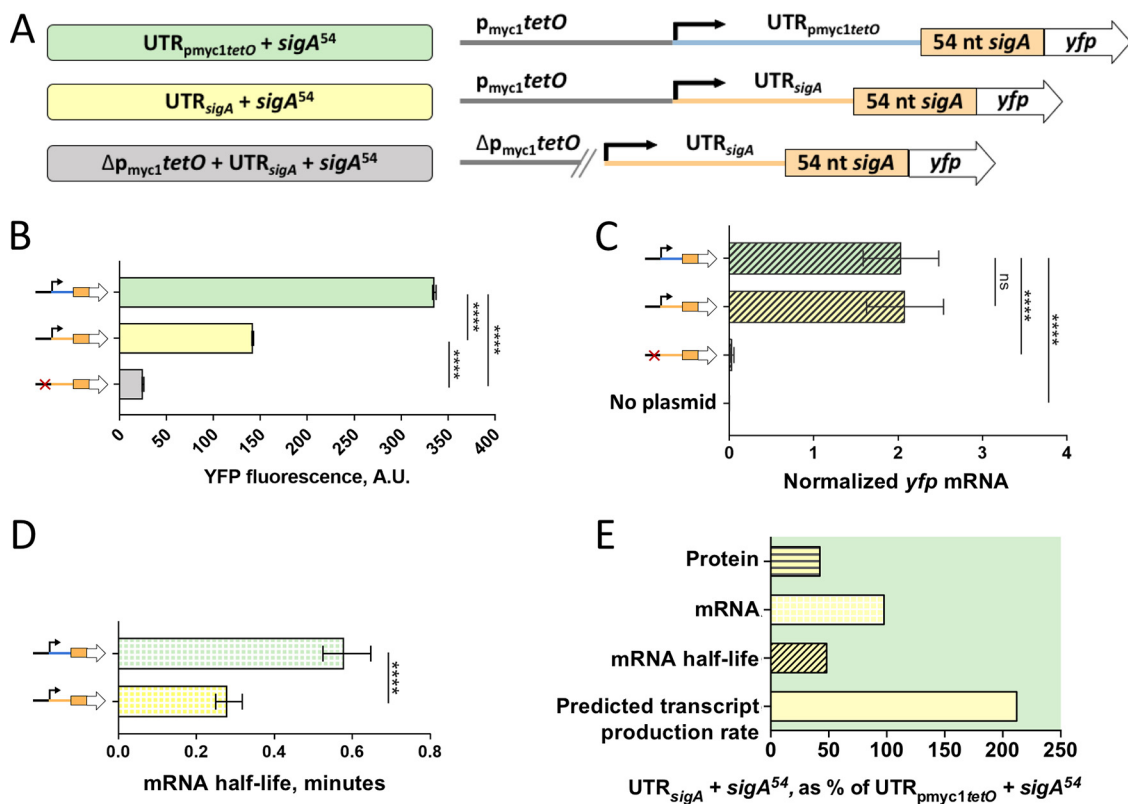 A
UTRpmyc1tetO + sigA54
UTRsigA + sigA54
Δpmyc1tetO + UTRsigA + sigA54
pmyc1tetO UTRpmyc1tetO
54 nt sigA yfp
pmyc1tetO UTRsigA
54 nt sigA yfp
Δpmyc1tetO UTRsigA
54 nt sigA yfp
B
****
****
****
0 50 100 150 200 250 300 350 400
YFP fluorescence, A.U.
C
ns
****
****
No plasmid
0 1 2 3 4
Normalized yfp mRNA
D
****
0.0 0.2 0.4 0.6 0.8
mRNA half-life, minutes
E
Protein
mRNA
mRNA half-life
Predicted transcript
production rate
0 50 100 150 200 250
UTRsigA + sigA54, as % of UTRpmyc1tetO + sigA54